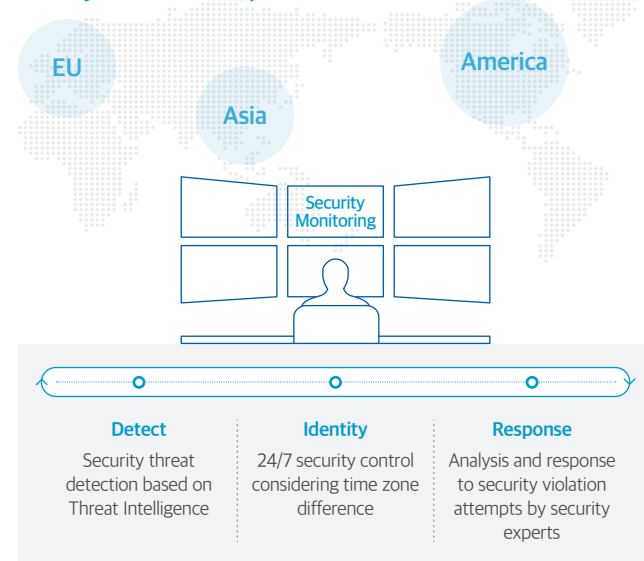 EU
America
Asia
Security
Monitoring
Detect
Security threat
detection based on
Threat Intelligence
Identity
24/7 security control
considering time zone
difference
Response
Analysis and response
to security violation
attempts by security
experts